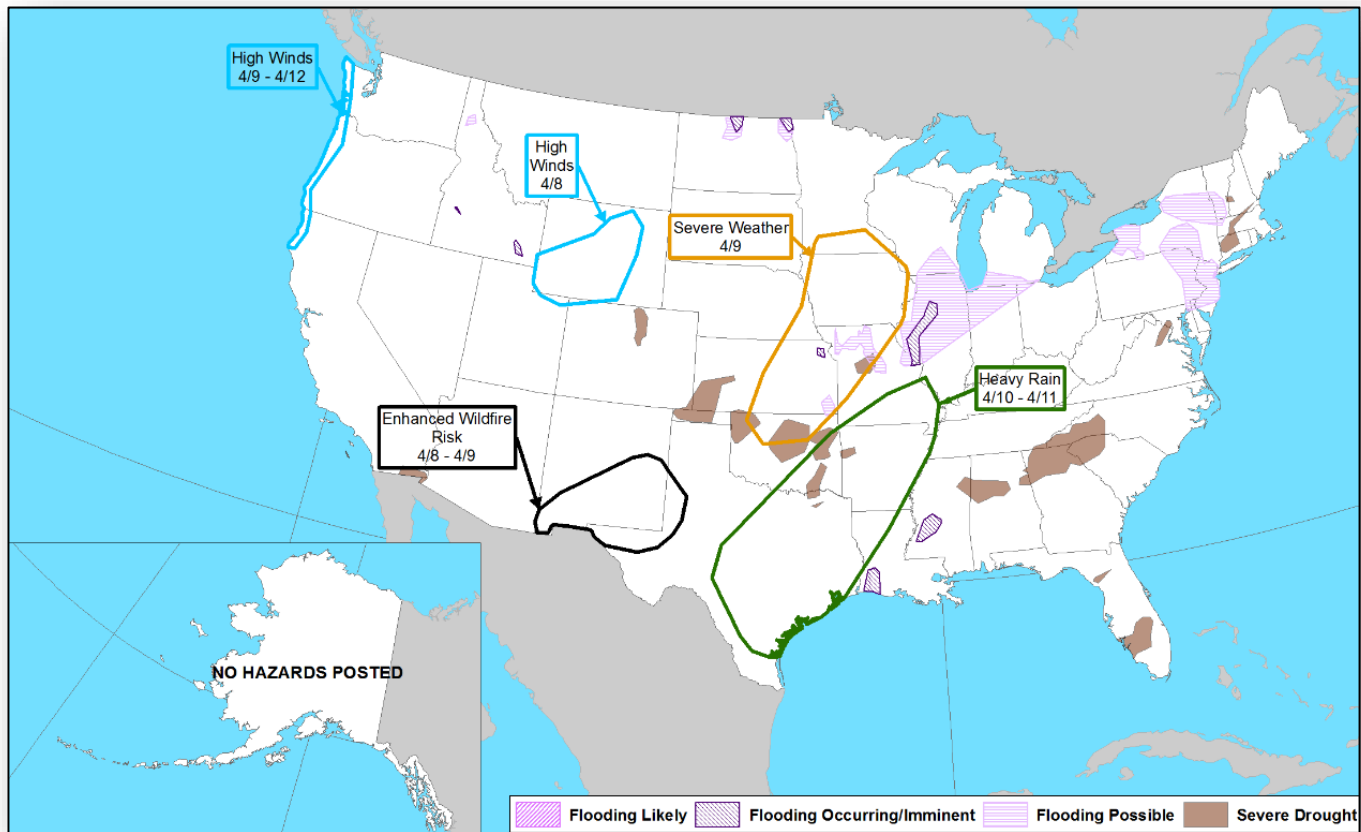 High Winds
4/9 - 4/12
High
Winds
4/8
Severe Weather
4/9
Heavy Rain
4/10 - 4/11
Enhanced Wildfire
Risk
4/8 - 4/9
NO HAZARDS POSTED
Flooding Likely
Flooding Occurring/Imminent
Flooding Possible
Severe Drought